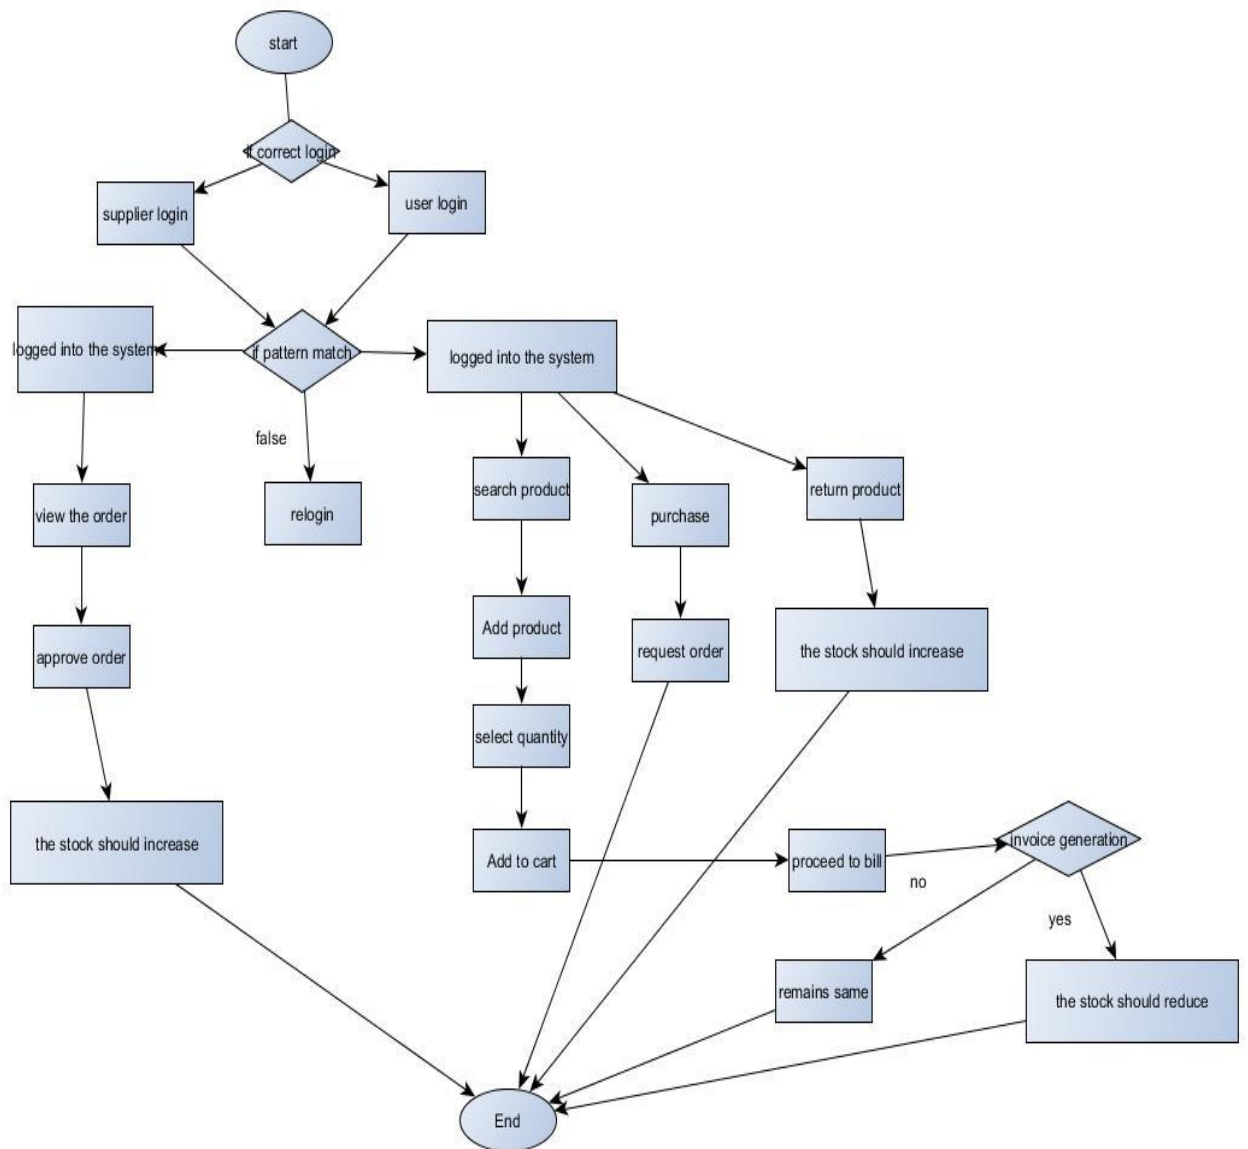 start
if correct login
supplier login
user login
logged into the system
if pattern match
logged into the system
false
search product
return product
view the order
relogin
purchase
Add product
request order
the stock should increase
approve order
select quantity
the stock should increase
Add to cart
proceed to bill
invoice generation
no
yes
remains same
the stock should reduce
End